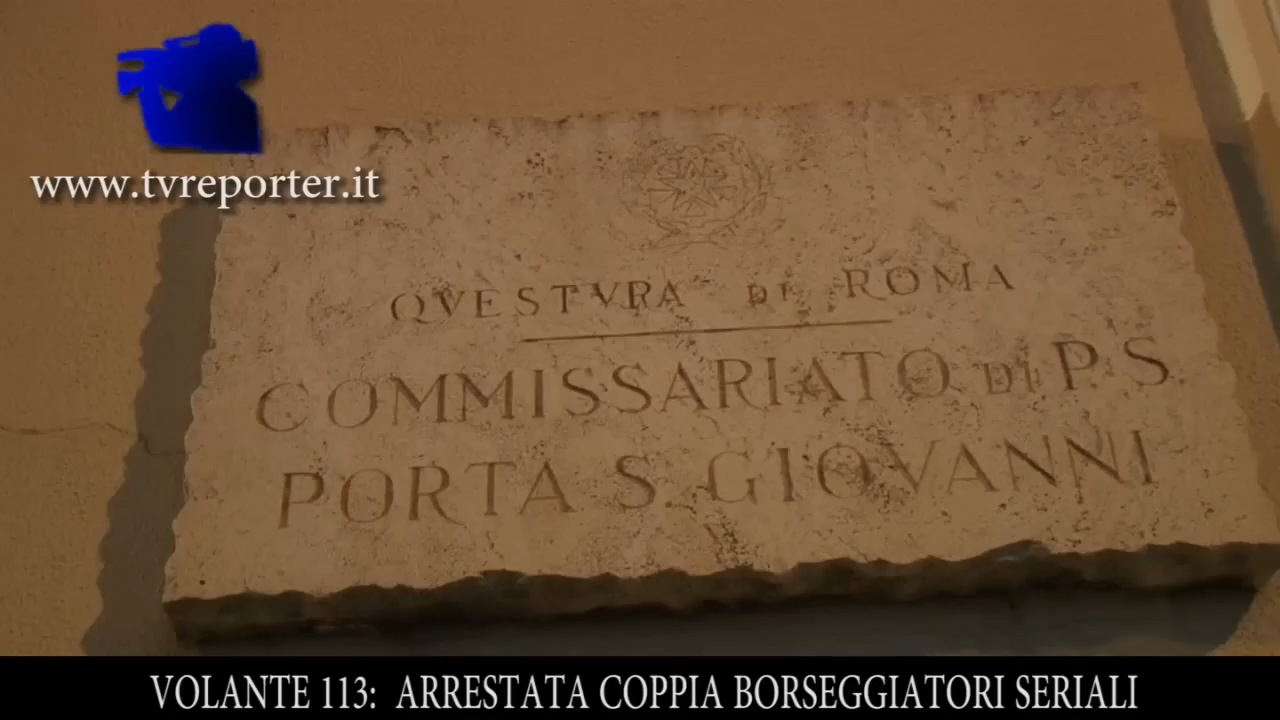 www.tvreporter.it
QVESTVRA DI ROMA
COMMISSARIATO DI P S
PORTA S. GIOVANNI
VOLANTE 113: ARRESTATA COPPIA BORSEGGIATORI SERIALI